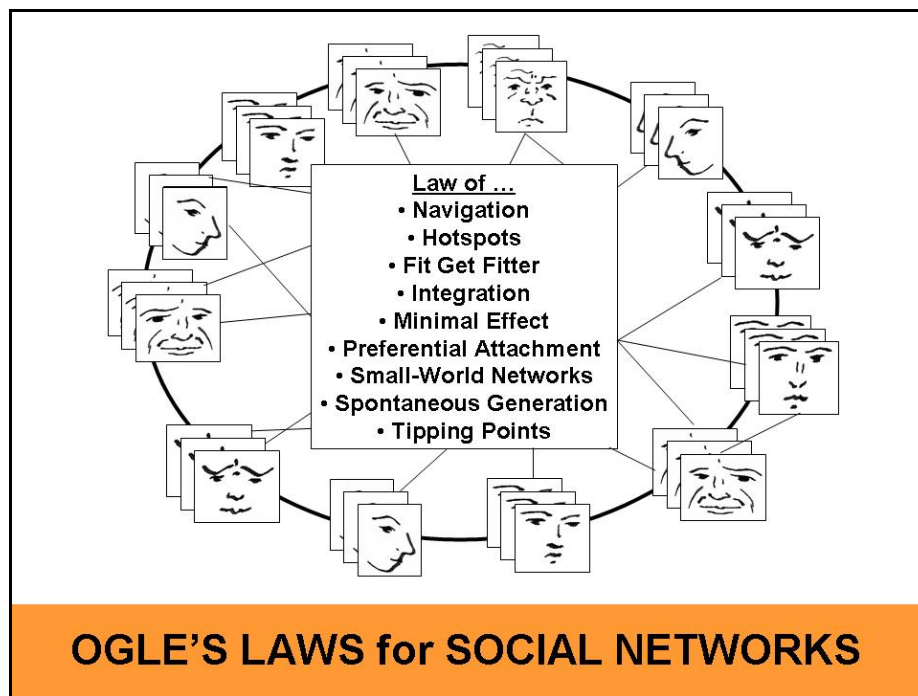 Law of ...
• Navigation
• Hotspots
• Fit Get Fitter
• Integration
• Minimal Effect
• Preferential Attachment
• Small-World Networks
• Spontaneous Generation
• Tipping Points
OGLE'S LAWS for SOCIAL NETWORKS